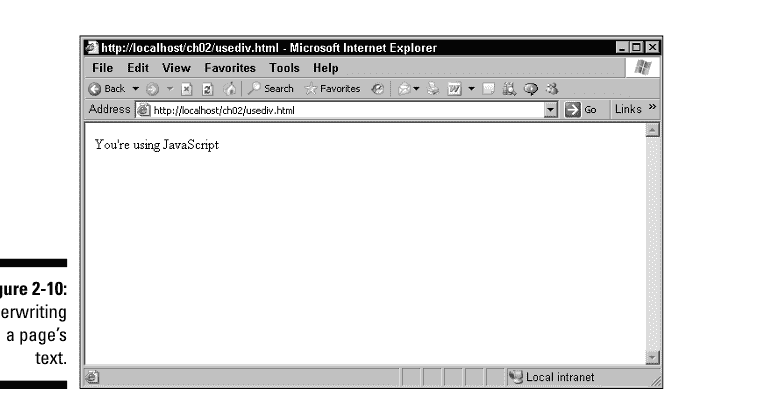 http://localhost/ch02/usediv.html - Microsoft Internet Explorer
File Edit View Favorites Tools Help
Back Search Favorites
Address http://localhost/ch02/usediv.html Go Links »
You're using JavaScript
gure 2-10:
erwriting
a page's
text.
Local intranet